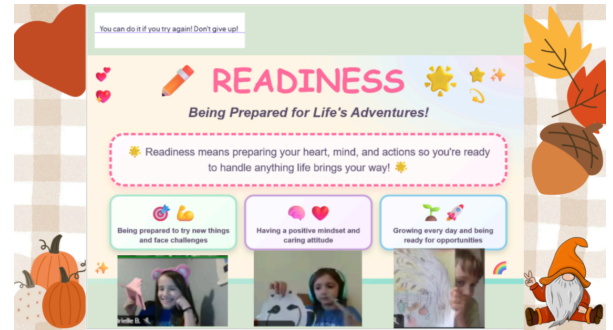 You can do it if you try again! Don't give up!
READINESS
Being Prepared for Life's Adventures!
Readiness means preparing your heart, mind, and actions so you're ready
to handle anything life brings your way!
Being prepared to try new things
and face challenges
Having a positive mindset and
caring attitude
Growing every day and being
ready for opportunities
rielle B.